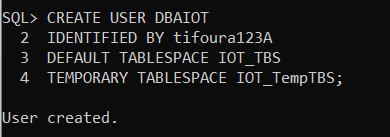 SQL> CREATE USER DBAIOT
2 IDENTIFIED BY tifoura123A
3 DEFAULT TABLESPACE IOT_TBS
4 TEMPORARY TABLESPACE IOT_TempTBS;
User created.